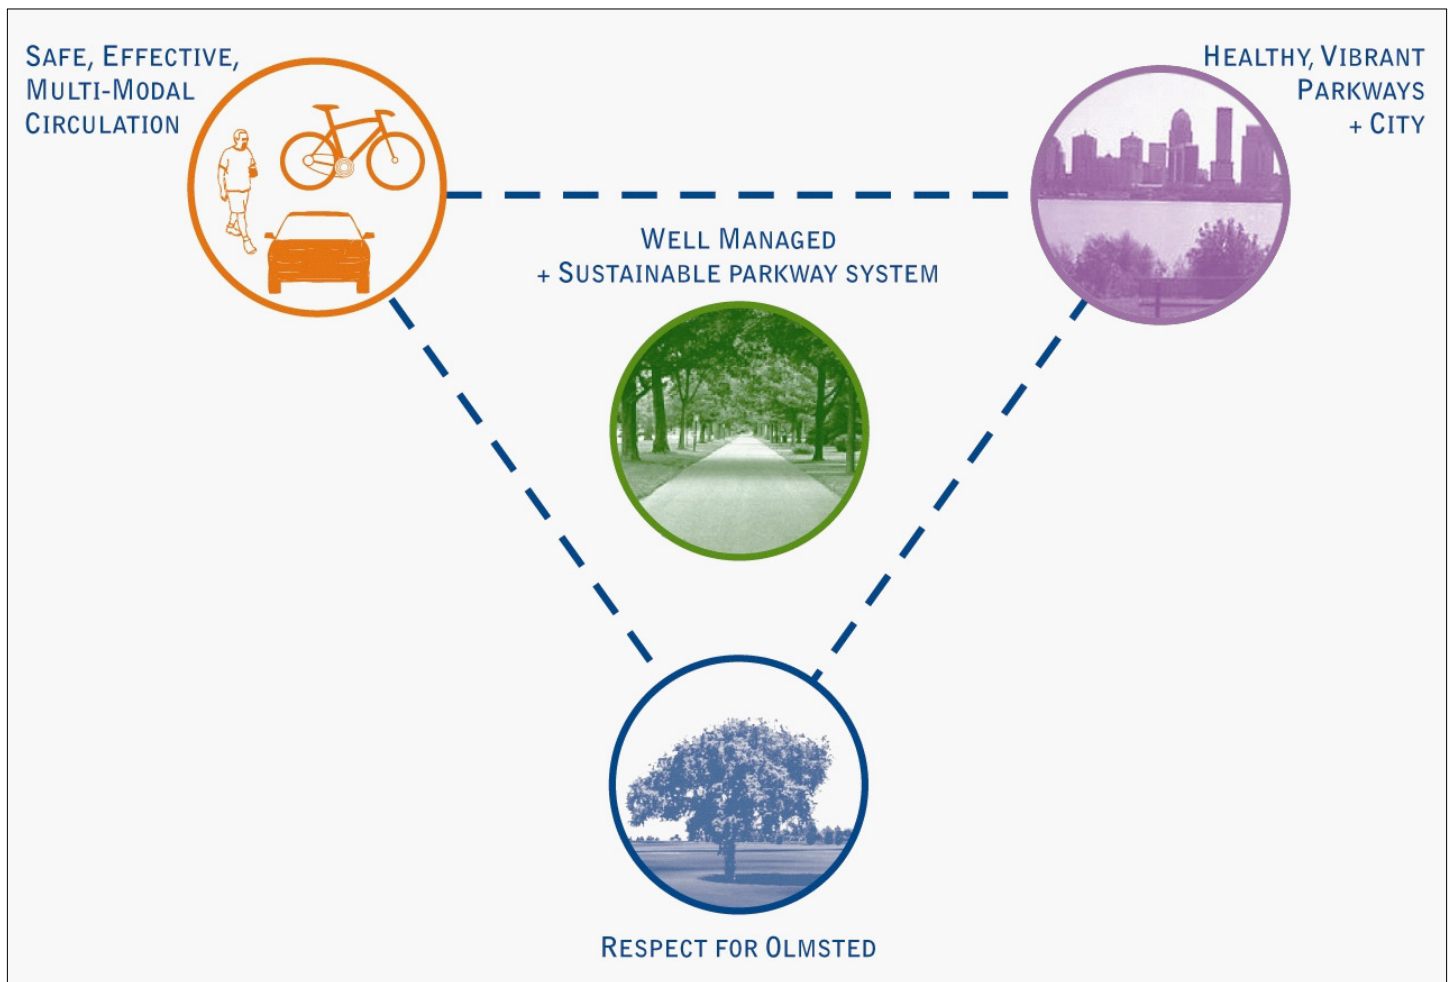 Safe, Effective,
Multi-Modal
Circulation
Healthy, Vibrant
Parkways
+ City
Well Managed
+ Sustainable parkway system
Respect for Olmsted